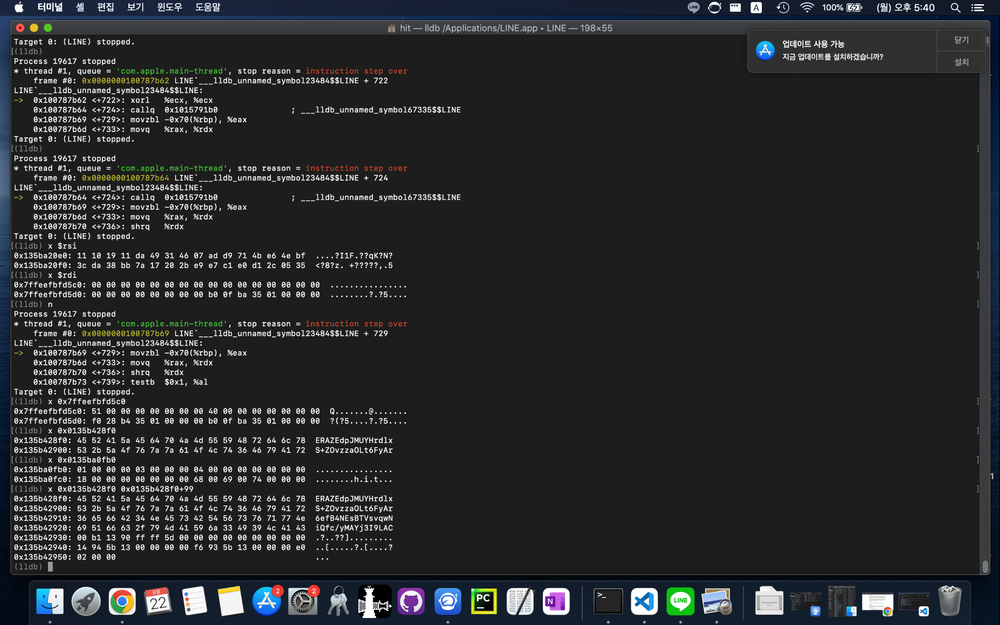 터미널 셸 편집 보기 윈도우 도움말
LINE A 100% (월) 오후 5:40
hit — lldb /Applications/LINE.app ▸ LINE — 198×55
업데이트 사용 가능
지금 업데이트를 설치하겠습니까?
닫기
설치
Target 0: (LINE) stopped.
[(lldb)
Process 19617 stopped
* thread #1, queue = 'com.apple.main-thread', stop reason = instruction step over
    frame #0: 0x0000000100787b62 LINE`___lldb_unnamed_symbol23484$$LINE + 722
LINE`___lldb_unnamed_symbol23484$$LINE:
->  0x100787b62 <+722>: xorl   %ecx, %ecx
    0x100787b64 <+724>: callq  0x1015791b0               ; ___lldb_unnamed_symbol67335$$LINE
    0x100787b69 <+729>: movzbl -0x70(%rbp), %eax
    0x100787b6d <+733>: movq   %rax, %rdx
Target 0: (LINE) stopped.
[(lldb) ]
Process 19617 stopped
* thread #1, queue = 'com.apple.main-thread', stop reason = instruction step over
    frame #0: 0x0000000100787b64 LINE`___lldb_unnamed_symbol23484$$LINE + 724
LINE`___lldb_unnamed_symbol23484$$LINE:
->  0x100787b64 <+724>: callq  0x1015791b0               ; ___lldb_unnamed_symbol67335$$LINE
    0x100787b69 <+729>: movzbl -0x70(%rbp), %eax
    0x100787b6d <+733>: movq   %rax, %rdx
    0x100787b70 <+736>: shrq   %rdx
Target 0: (LINE) stopped.
[(lldb) x $rsi ]
0x135ba20e0: 11 10 19 11 da 49 31 46 07 ad d9 71 4b e6 4e bf  ....?I1F.??qK?N?
0x135ba20f0: 3c da 38 bb 7a 17 20 2b e9 e7 c1 e0 d1 2c 05 35  <?8?z. +?????,.5
[(lldb) x $rdi ]
0x7ffeefbfd5c0: 00 00 00 00 00 00 00 00 00 00 00 00 00 00 00 00  ................
0x7ffeefbfd5d0: 00 00 00 00 00 00 00 00 b0 0f ba 35 01 00 00 00  ........?.?5....
[(lldb) n ]
Process 19617 stopped
* thread #1, queue = 'com.apple.main-thread', stop reason = instruction step over
    frame #0: 0x0000000100787b69 LINE`___lldb_unnamed_symbol23484$$LINE + 729
LINE`___lldb_unnamed_symbol23484$$LINE:
->  0x100787b69 <+729>: movzbl -0x70(%rbp), %eax
    0x100787b6d <+733>: movq   %rax, %rdx
    0x100787b70 <+736>: shrq   %rdx
    0x100787b73 <+739>: testb  $0x1, %al
Target 0: (LINE) stopped.
[(lldb) x 0x7ffeefbfd5c0 ]
0x7ffeefbfd5c0: 51 00 00 00 00 00 00 00 40 00 00 00 00 00 00 00  Q.......@.......
0x7ffeefbfd5d0: f0 28 b4 35 01 00 00 00 b0 0f ba 35 01 00 00 00  ?(?5....?.?5....
[(lldb) x 0x0135b428f0 ]
0x135b428f0: 45 52 41 5a 45 64 70 4a 4d 55 59 48 72 64 6c 78  ERAZEdpJMUYHrdlx
0x135b42900: 53 2b 5a 4f 76 7a 7a 61 4f 4c 74 36 46 79 41 72  S+ZOvzzaOLt6FyAr
[(lldb) x 0x0135ba0fb0 ]
0x135ba0fb0: 01 00 00 00 03 00 00 00 04 00 00 00 00 00 00 00  ................
0x135ba0fc0: 18 00 00 00 00 00 00 00 68 00 69 00 74 00 00 00  ........h.i.t...
[(lldb) x 0x0135b428f0 0x0135b428f0+99 ]
0x135b428f0: 45 52 41 5a 45 64 70 4a 4d 55 59 48 72 64 6c 78  ERAZEdpJMUYHrdlx
0x135b42900: 53 2b 5a 4f 76 7a 7a 61 4f 4c 74 36 46 79 41 72  S+ZOvzzaOLt6FyAr
0x135b42910: 36 65 66 42 34 4e 45 73 42 54 56 73 76 71 77 4e  6efB4NEsBTVsvqwN
0x135b42920: 69 51 66 63 2f 79 4d 41 59 6a 33 49 39 4c 41 43  iQfc/yMAYj3I9LAC
0x135b42930: 00 b1 13 90 ff ff 5d 00 00 00 00 00 00 00 00 00  .?..??].........
0x135b42940: 14 94 5b 13 00 00 00 00 f6 93 5b 13 00 00 00 e0  ..[.....?.[....?
0x135b42950: 02 00 00                                         ...
(lldb)
8월
22
2
2
PC
N
>_
LINE